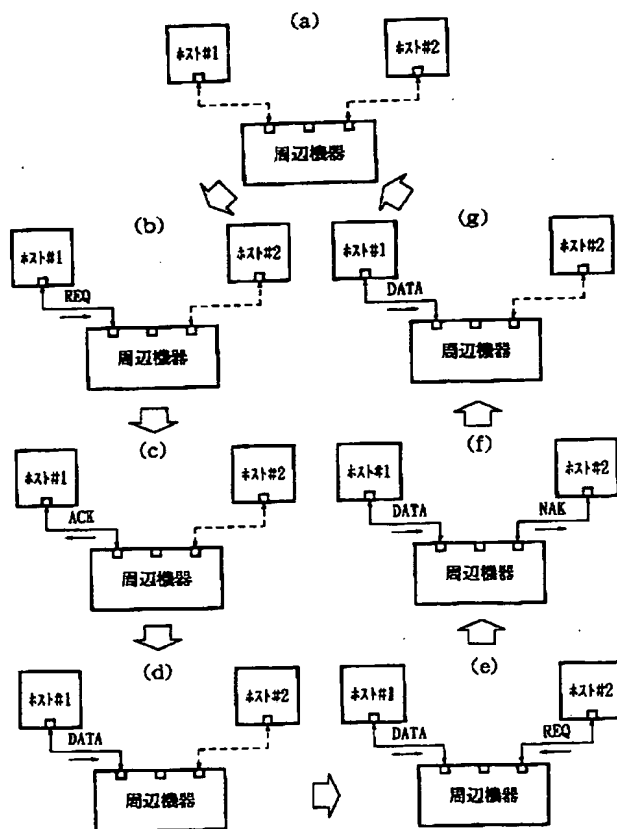 (a)
ホスト#1
ホスト#2
周辺機器
(b)
ホスト#1
REQ
ホスト#2
周辺機器
(g)
ホスト#1
DATA
ホスト#2
周辺機器
(c)
ホスト#1
ACK
ホスト#2
周辺機器
(f)
ホスト#1
DATA
ホスト#2
NAK
周辺機器
(d)
ホスト#1
DATA
ホスト#2
周辺機器
(e)
ホスト#1
DATA
ホスト#2
REQ
周辺機器